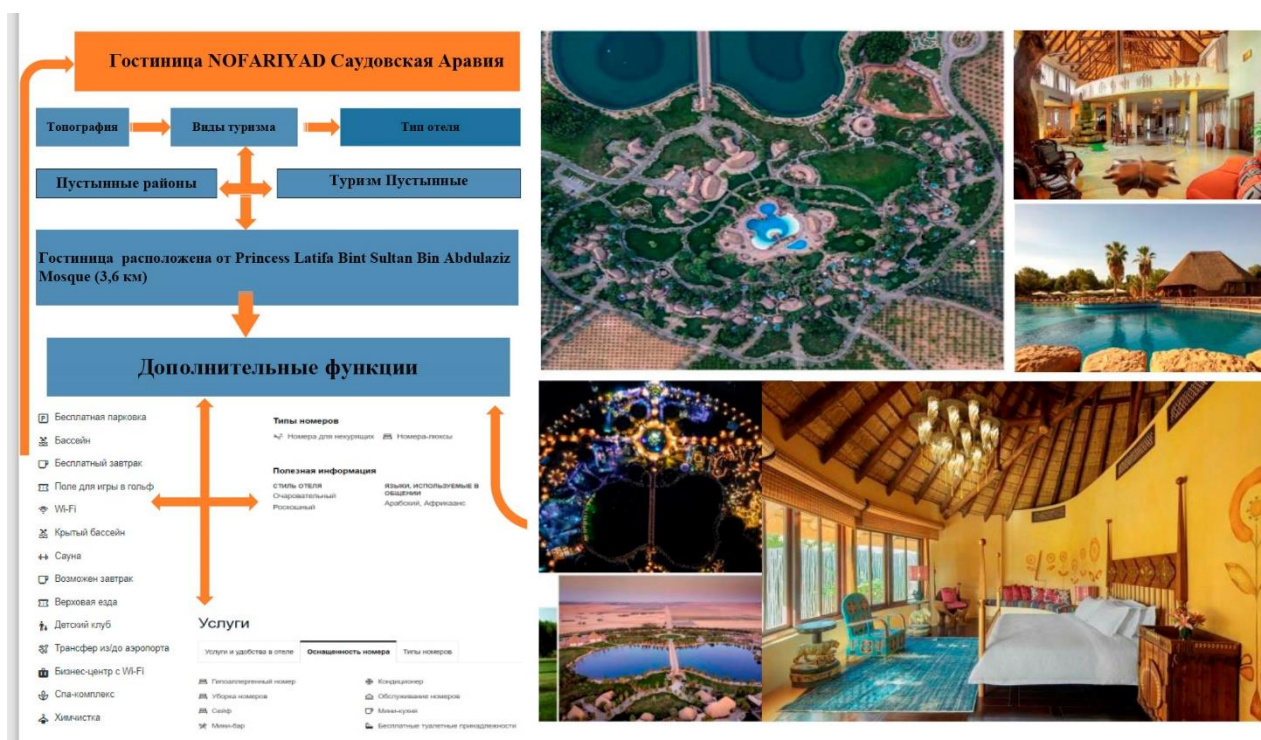 Гостиница NOFARIYAD Саудовская Аравия
Топография
Виды туризма
Тип отеля
Пустынные районы
Туризм Пустынные
Гостиница расположена от Princess Latifa Bint Sultan Bin Abdulaziz
Mosque (3,6 км)
Дополнительные функции
Бесплатная парковка
Бассейн
Бесплатный завтрак
Поле для игры в гольф
Wi-Fi
Крытый бассейн
Сауна
Возможен завтрак
Верховая езда
Детский клуб
Трансфер из/до аэропорта
Бизнес-центр с Wi-Fi
Спа-комплекс
Химчистка
Типы номеров
Номера для некурящих
Номера-люксы
Полезная информация
СТИЛЬ ОТЕЛЯ
Очаровательный
Роскошный
ЯЗЫКИ, ИСПОЛЬЗУЕМЫЕ В
ОБЩЕНИИ
Арабский, Африкаанс
Услуги
Услуги и удобства в отеле
Оснащенность номера
Типы номеров
Гипоаллергенный номер
Уборка номеров
Сейф
Мини-бар
Кондиционер
Обслуживание номеров
Мини-кухня
Бесплатные туалетные принадлежности